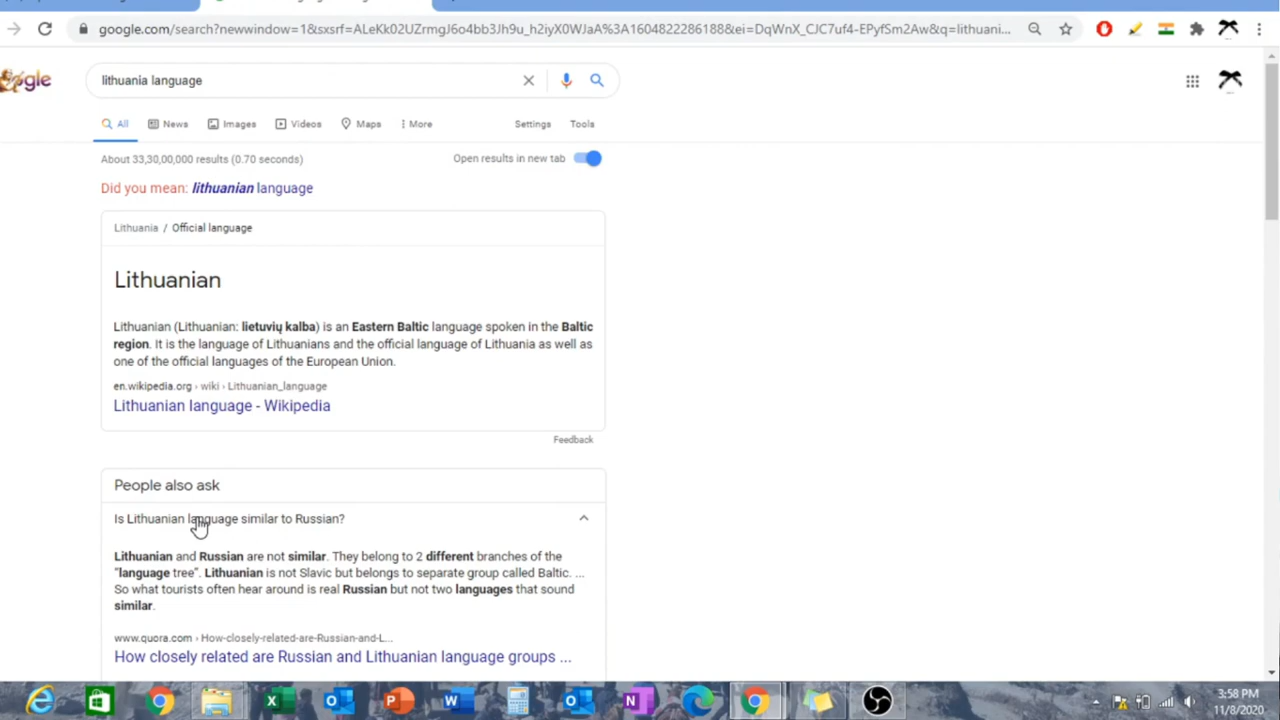 google.com/search?newwindow=1&sxsrf=ALeKk02UZrmgJ6o4bb3Jh9u_h2iyX0WJaA%3A1604822286188&ei=DqWnX_CJC7uf4-EPyfSm2Aw&q=lithuani...
ogle
lithuania language
All
News
Images
Videos
Maps
More
Settings
Tools
About 33,30,00,000 results (0.70 seconds)
Open results in new tab
Did you mean: lithuanian language
Lithuania / Official language
Lithuanian
Lithuanian (Lithuanian: lietuvių kalba) is an Eastern Baltic language spoken in the Baltic
region. It is the language of Lithuanians and the official language of Lithuania as well as
one of the official languages of the European Union.
en.wikipedia.org › wiki › Lithuanian_language
Lithuanian language - Wikipedia
Feedback
People also ask
Is Lithuanian language similar to Russian?
Lithuanian and Russian are not similar. They belong to 2 different branches of the
"language tree". Lithuanian is not Slavic but belongs to separate group called Baltic. ...
So what tourists often hear around is real Russian but not two languages that sound
similar.
www.quora.com › How-closely-related-are-Russian-and-L...
How closely related are Russian and Lithuanian language groups ...
3:58 PM
11/8/2020